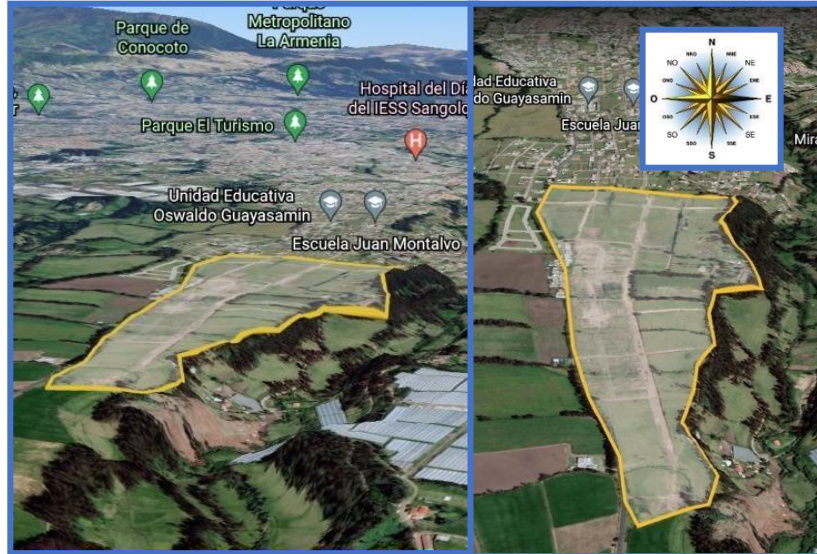 Parque
Metropolitano
La Armenia
Parque de
Conocoto
Hospital del Día
del IESS Sangolq
Parque El Turismo
H
Unidad Educativa
Oswaldo Guayasamin
Escuela Juan Montalvo
dad Educativa
do Guayasamin
Escuela Jua
Mira
N
NNO
NNE
NO
NE
ONO
ENE
O
E
OSO
ESE
SO
SE
SSO
SSE
S